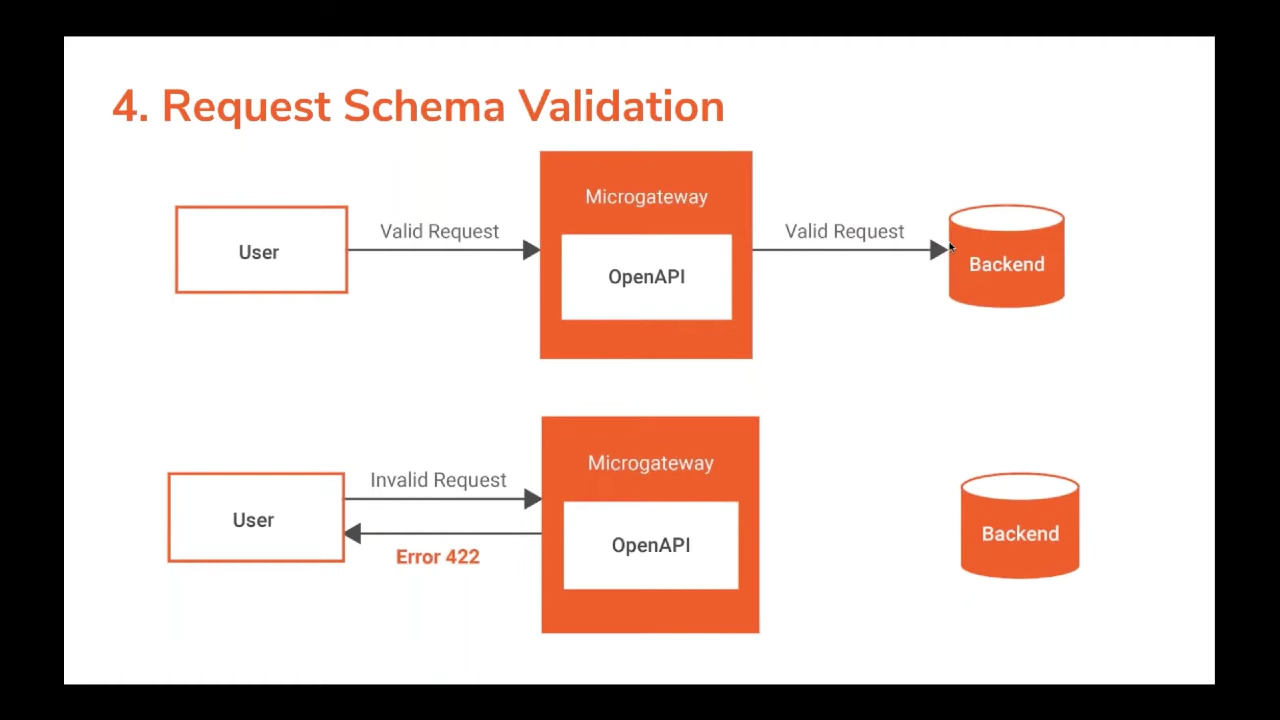 4. Request Schema Validation
Microgateway
Valid Request
Valid Request
User
OpenAPI
Backend
Microgateway
Invalid Request
User
OpenAPI
Backend
Error 422